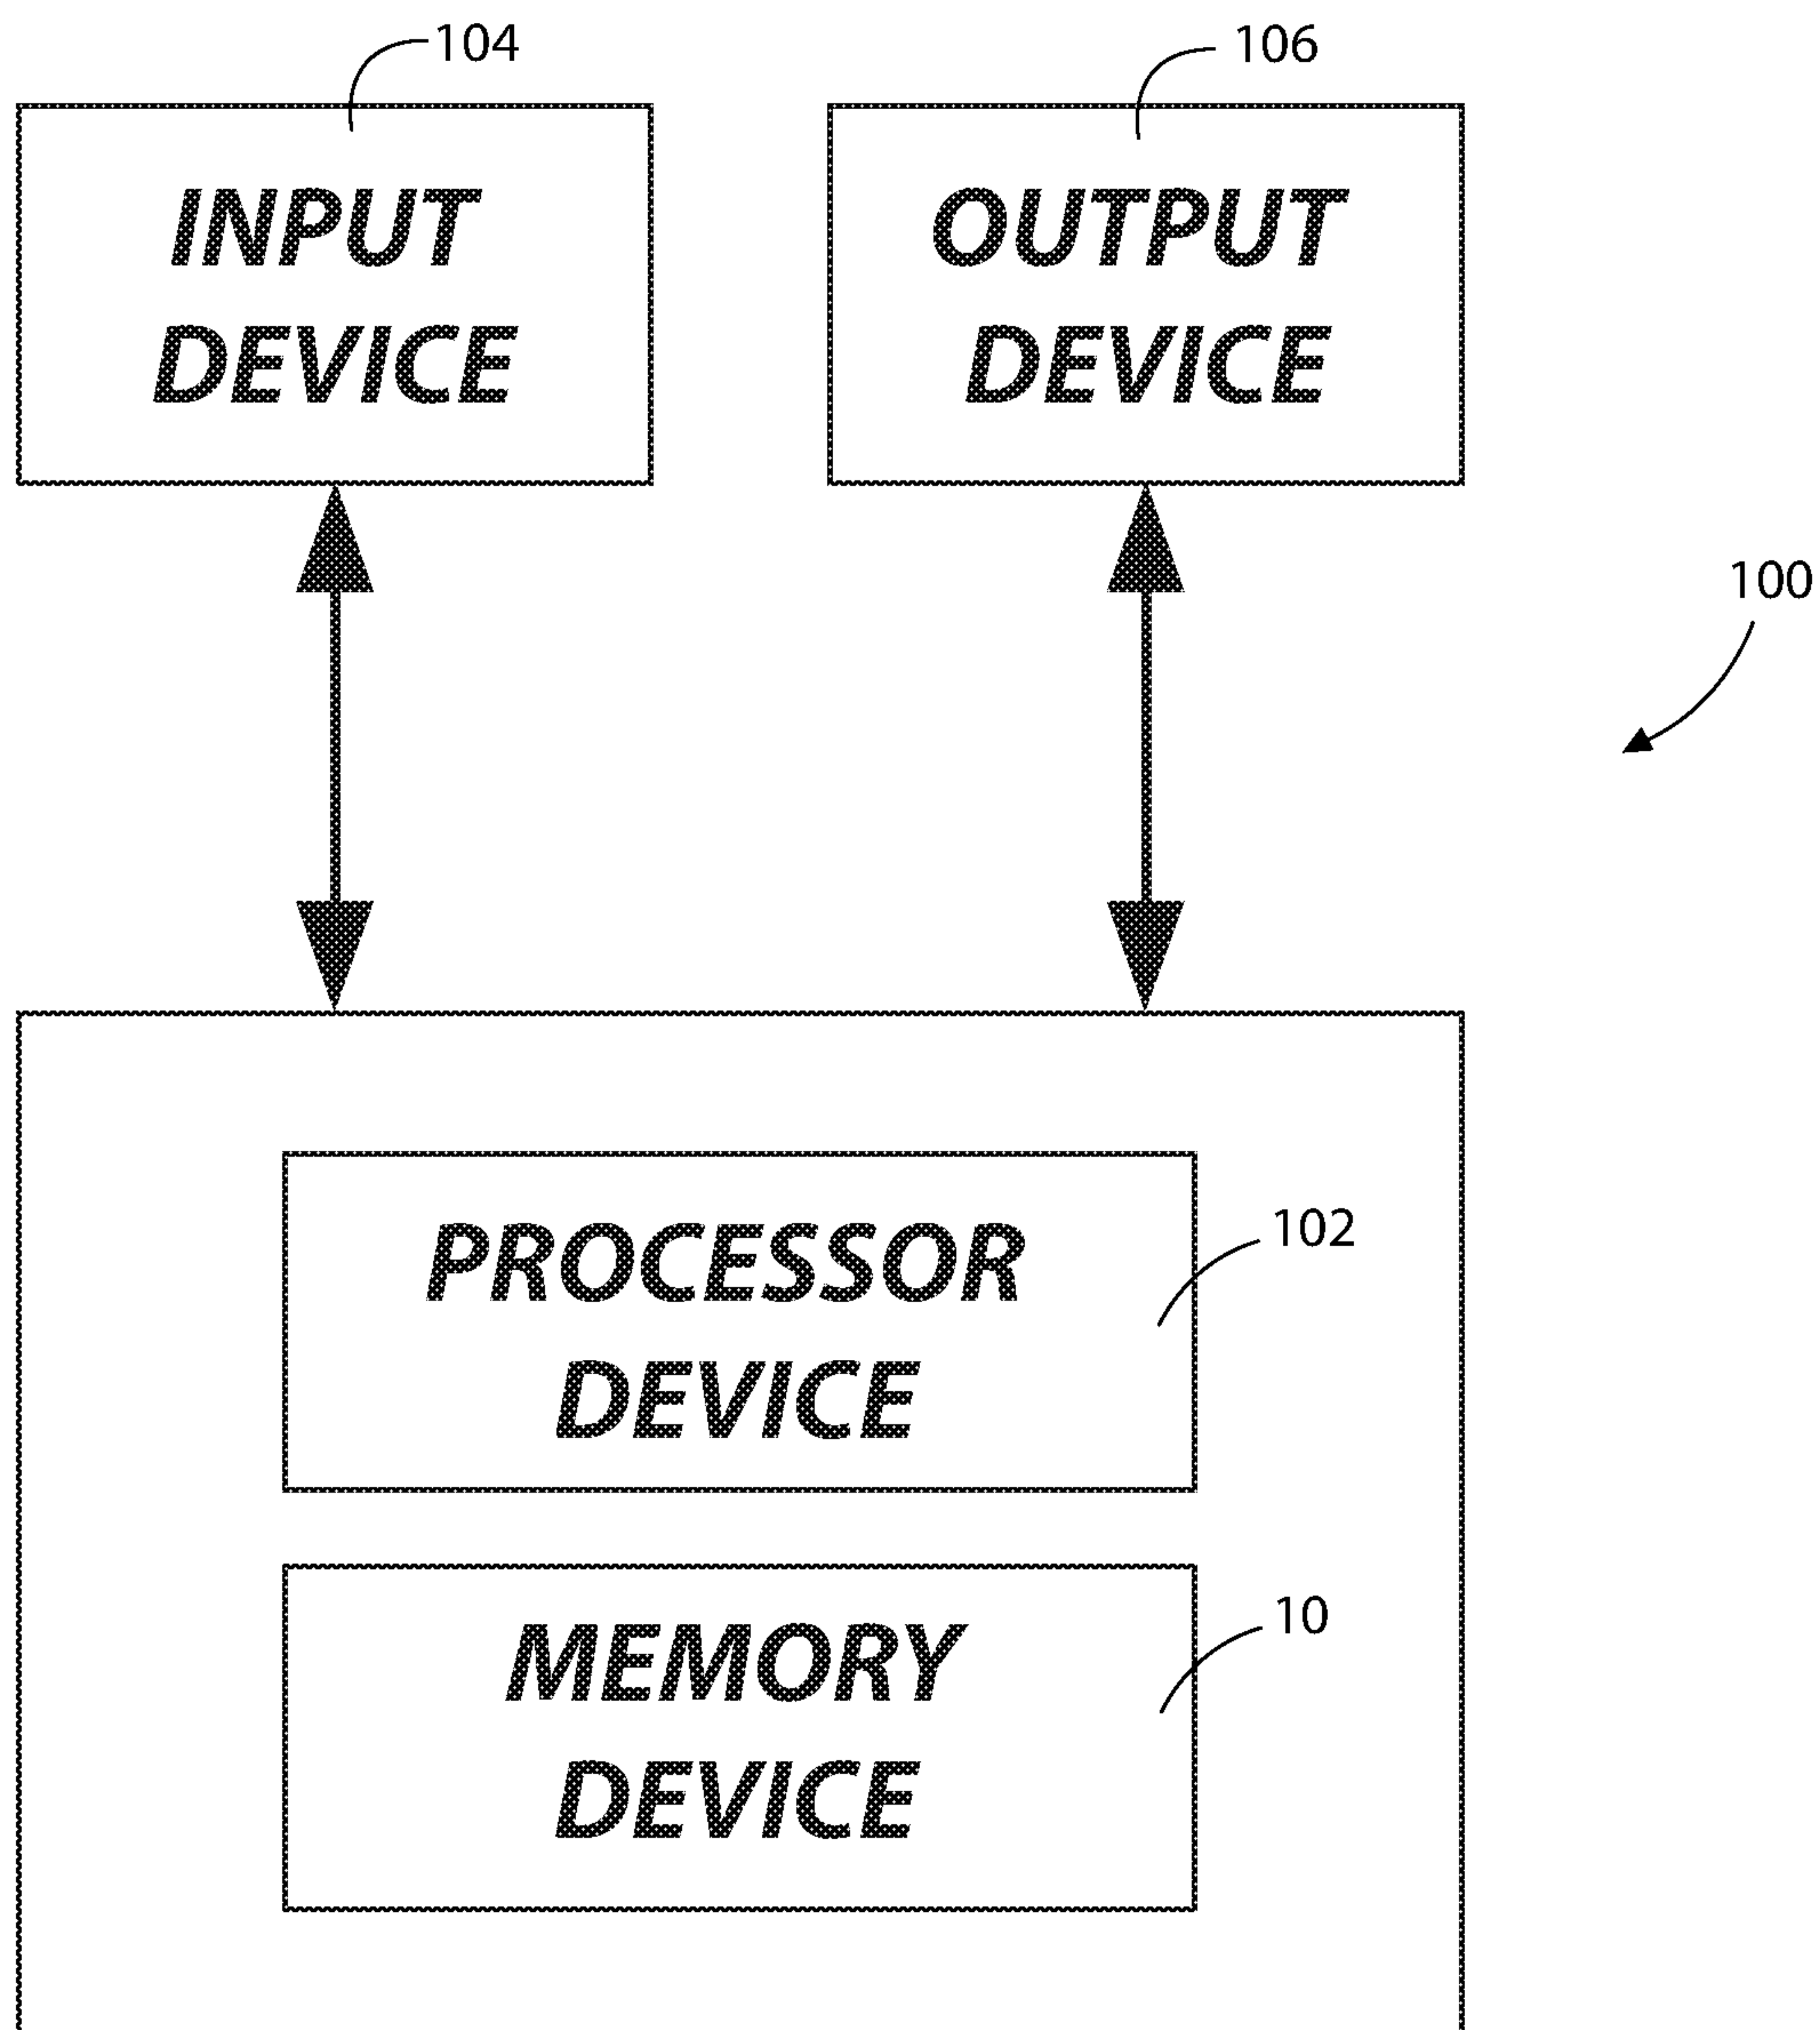 104
106
INPUT
DEVICE
OUTPUT
DEVICE
100
PROCESSOR
DEVICE
102
MEMORY
DEVICE
10